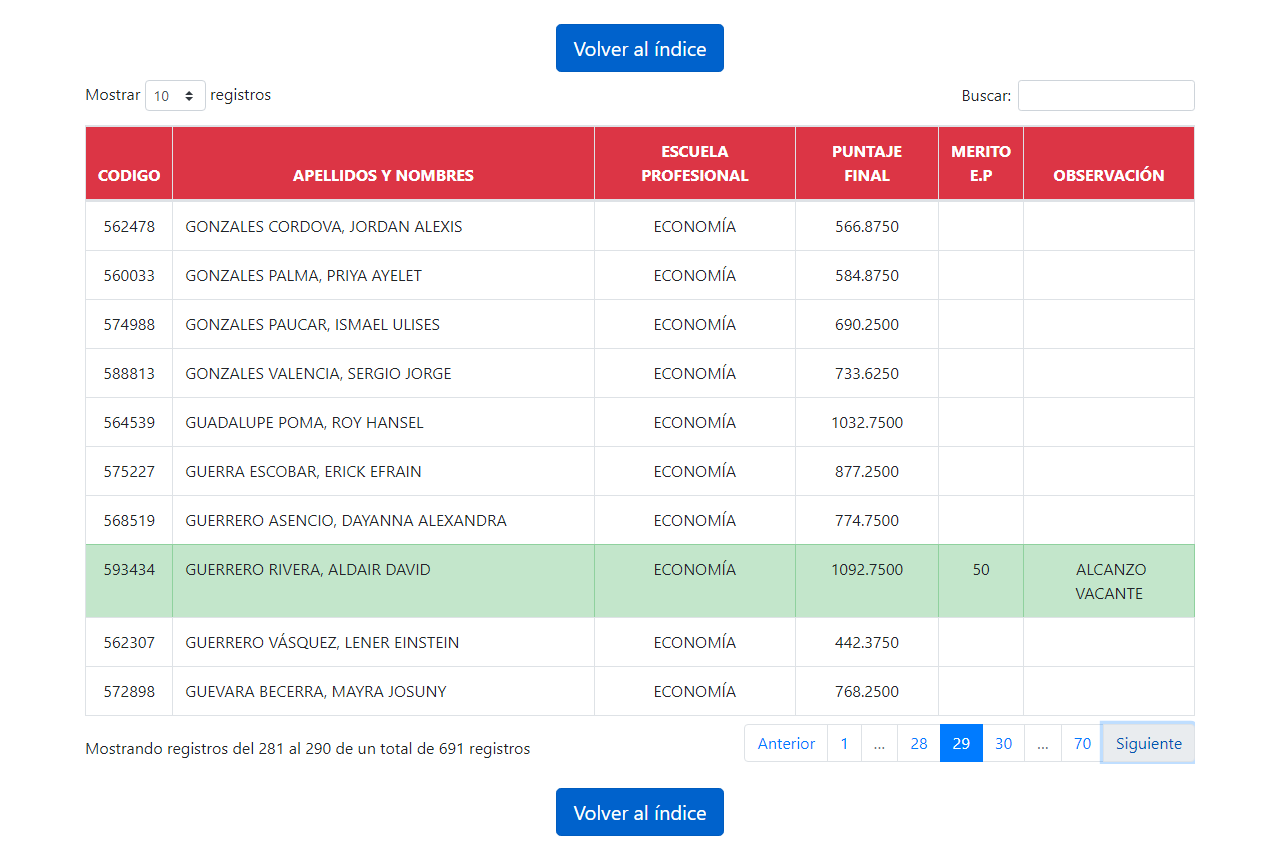 Volver al índice
Mostrar 10 registros Buscar:
CODIGO APELLIDOS Y NOMBRES ESCUELA PROFESIONAL PUNTAJE FINAL MERITO E.P OBSERVACIÓN
562478 GONZALES CORDOVA, JORDAN ALEXIS ECONOMÍA 566.8750
560033 GONZALES PALMA, PRIYA AYELET ECONOMÍA 584.8750
574988 GONZALES PAUCAR, ISMAEL ULISES ECONOMÍA 690.2500
588813 GONZALES VALENCIA, SERGIO JORGE ECONOMÍA 733.6250
564539 GUADALUPE POMA, ROY HANSEL ECONOMÍA 1032.7500
575227 GUERRA ESCOBAR, ERICK EFRAIN ECONOMÍA 877.2500
568519 GUERRERO ASENCIO, DAYANNA ALEXANDRA ECONOMÍA 774.7500
593434 GUERRERO RIVERA, ALDAIR DAVID ECONOMÍA 1092.7500 50 ALCANZO VACANTE
562307 GUERRERO VÁSQUEZ, LENER EINSTEIN ECONOMÍA 442.3750
572898 GUEVARA BECERRA, MAYRA JOSUNY ECONOMÍA 768.2500
Mostrando registros del 281 al 290 de un total de 691 registros Anterior 1 ... 28 29 30 ... 70 Siguiente
Volver al índice